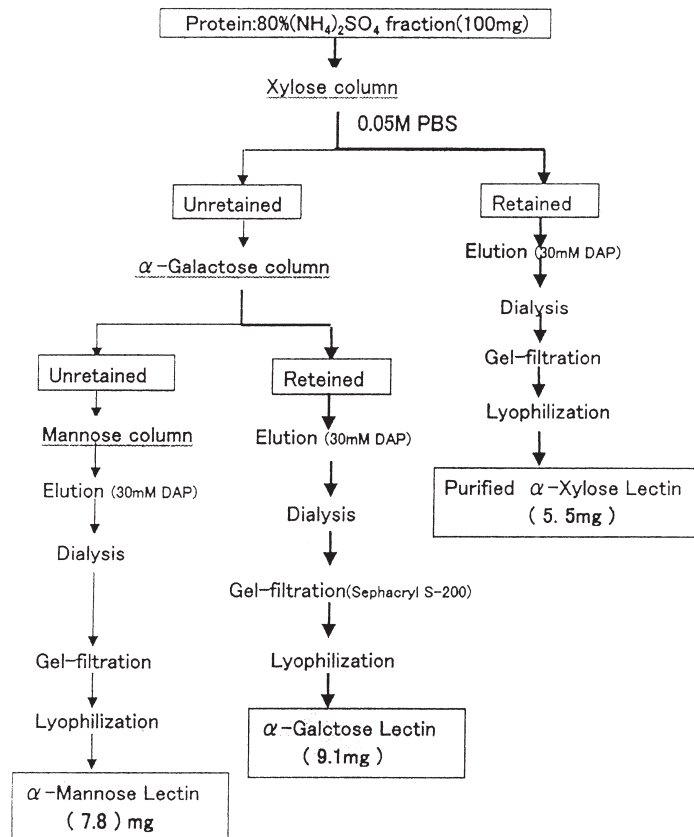 Protein:80%(NH₄)₂SO₄ fraction(100mg)
Xylose column
0.05M PBS
Unretained
Retained
α-Galactose column
Elution (30mM DAP)
Dialysis
Gel-filtration
Lyophilization
Purified α-Xylose Lectin
( 5. 5mg )
Unretained
Reteined
Mannose column
Elution (30mM DAP)
Dialysis
Gel-filtration
Lyophilization
α-Mannose Lectin
( 7.8 ) mg
Elution (30mM DAP)
Dialysis
Gel-filtration(Sephacryl S-200)
Lyophilization
α-Galctose Lectin
( 9.1mg )